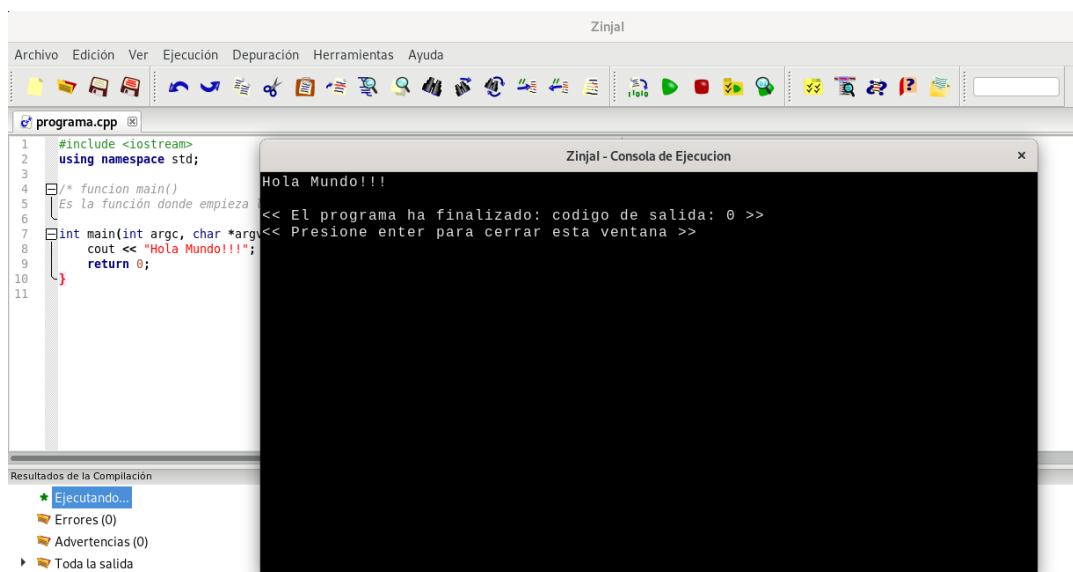 ZinjaI
Archivo Edición Ver Ejecución Depuración Herramientas Ayuda
programa.cpp
1 #include <iostream>
2 using namespace std;
3
4 /* funcion main()
5 Es la función donde empieza
6
7 int main(int argc, char *argv
8 cout << "Hola Mundo!!!";
9 return 0;
10 }
11
ZinjaI - Consola de Ejecucion
Hola Mundo!!!
<< El programa ha finalizado: codigo de salida: 0 >>
<< Presione enter para cerrar esta ventana >>
Resultados de la Compilación
Ejecutando...
Errores (0)
Advertencias (0)
Toda la salida